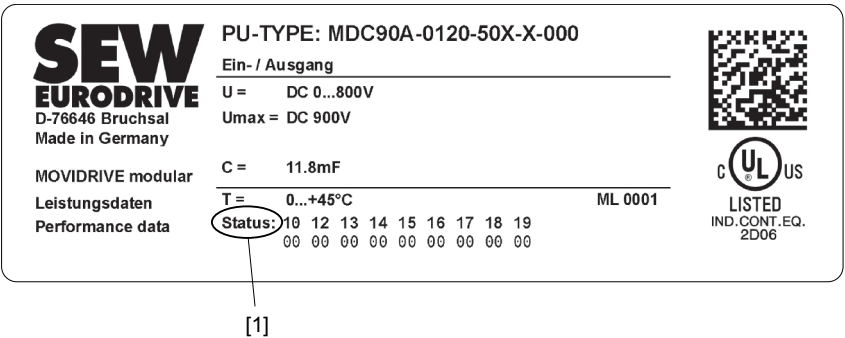 SEW
EURODRIVE
D-76646 Bruchsal
Made in Germany
MOVIDRIVE modular
Leistungsdaten
Performance data
PU-TYPE: MDC90A-0120-50X-X-000
Ein- / Ausgang
U = DC 0...800V
Umax = DC 900V
C = 11.8mF
T = 0...+45°C ML 0001
Status: 10 12 13 14 15 16 17 18 19
00 00 00 00 00 00 00 00 00
C UL US
®
LISTED
IND.CONT.EQ.
2D06
[1]